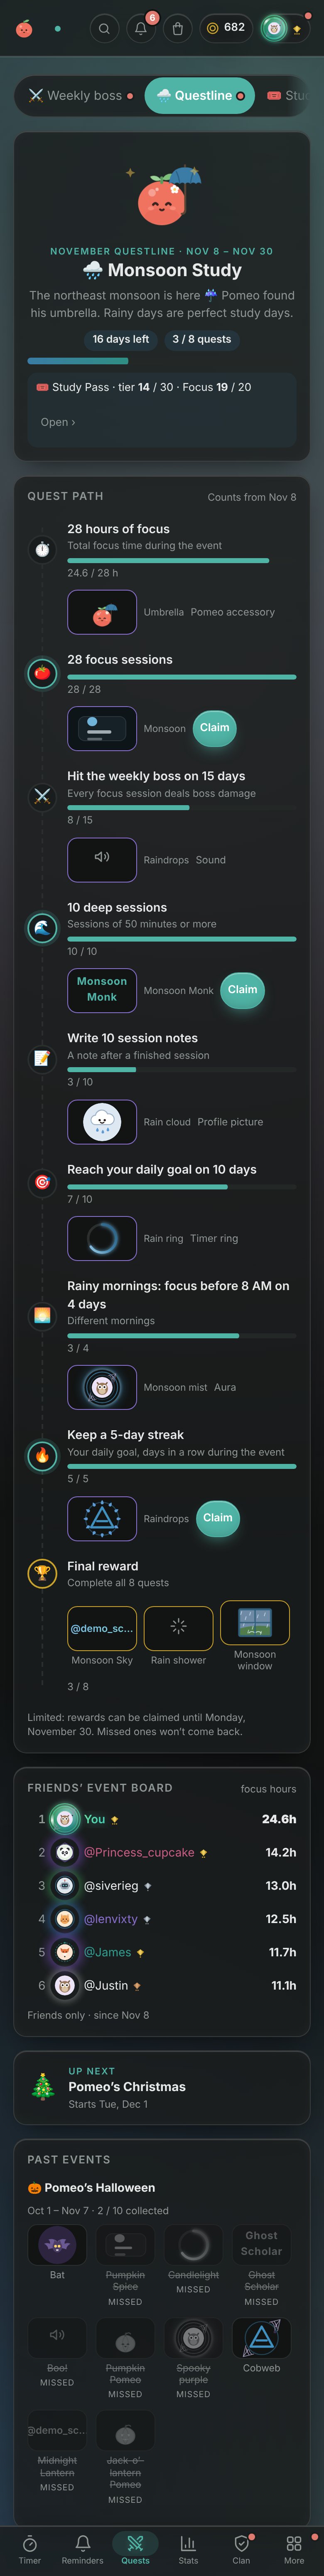 6
682
Weekly boss
Questline
Stu
NOVEMBER QUESTLINE · NOV 8 – NOV 30
Monsoon Study
The northeast monsoon is here ☔ Pomeo found
his umbrella. Rainy days are perfect study days.
16 days left
3 / 8 quests
Study Pass · tier 14 / 30 · Focus 19 / 20
Open ›
QUEST PATH
Counts from Nov 8
28 hours of focus
Total focus time during the event
24.6 / 28 h
Umbrella Pomeo accessory
28 focus sessions
28 / 28
Monsoon
Claim
Hit the weekly boss on 15 days
Every focus session deals boss damage
8 / 15
Raindrops Sound
10 deep sessions
Sessions of 50 minutes or more
10 / 10
Monsoon
Monk
Monsoon Monk
Claim
Write 10 session notes
A note after a finished session
3 / 10
Rain cloud Profile picture
Reach your daily goal on 10 days
7 / 10
Rain ring Timer ring
Rainy mornings: focus before 8 AM on
4 days
Different mornings
3 / 4
Monsoon mist Aura
Keep a 5-day streak
Your daily goal, days in a row during the event
5 / 5
Raindrops
Claim
Final reward
Complete all 8 quests
@demo_sc...
Monsoon Sky
Rain shower
Monsoon
window
3 / 8
Limited: rewards can be claimed until Monday,
November 30. Missed ones won't come back.
FRIENDS' EVENT BOARD
focus hours
1 You 24.6h
2 @Princess_cupcake 14.2h
3 @siverieg 13.0h
4 @lenvixty 12.5h
5 @James 11.7h
6 @Justin 11.1h
Friends only · since Nov 8
UP NEXT
Pomeo's Christmas
Starts Tue, Dec 1
PAST EVENTS
Pomeo's Halloween
Oct 1 – Nov 7 · 2 / 10 collected
Ghost
Scholar
Bat
Pumpkin
Spice
MISSED
Candlelight
MISSED
Ghost
Scholar
MISSED
Boo!
MISSED
Pumpkin
Pomeo
MISSED
Spooky
purple
MISSED
Cobweb
@demo_sc...
Midnight
Lantern
MISSED
Jack-o'-
lantern
Pomeo
MISSED
Timer
Reminders
Quests
Stats
Clan
More